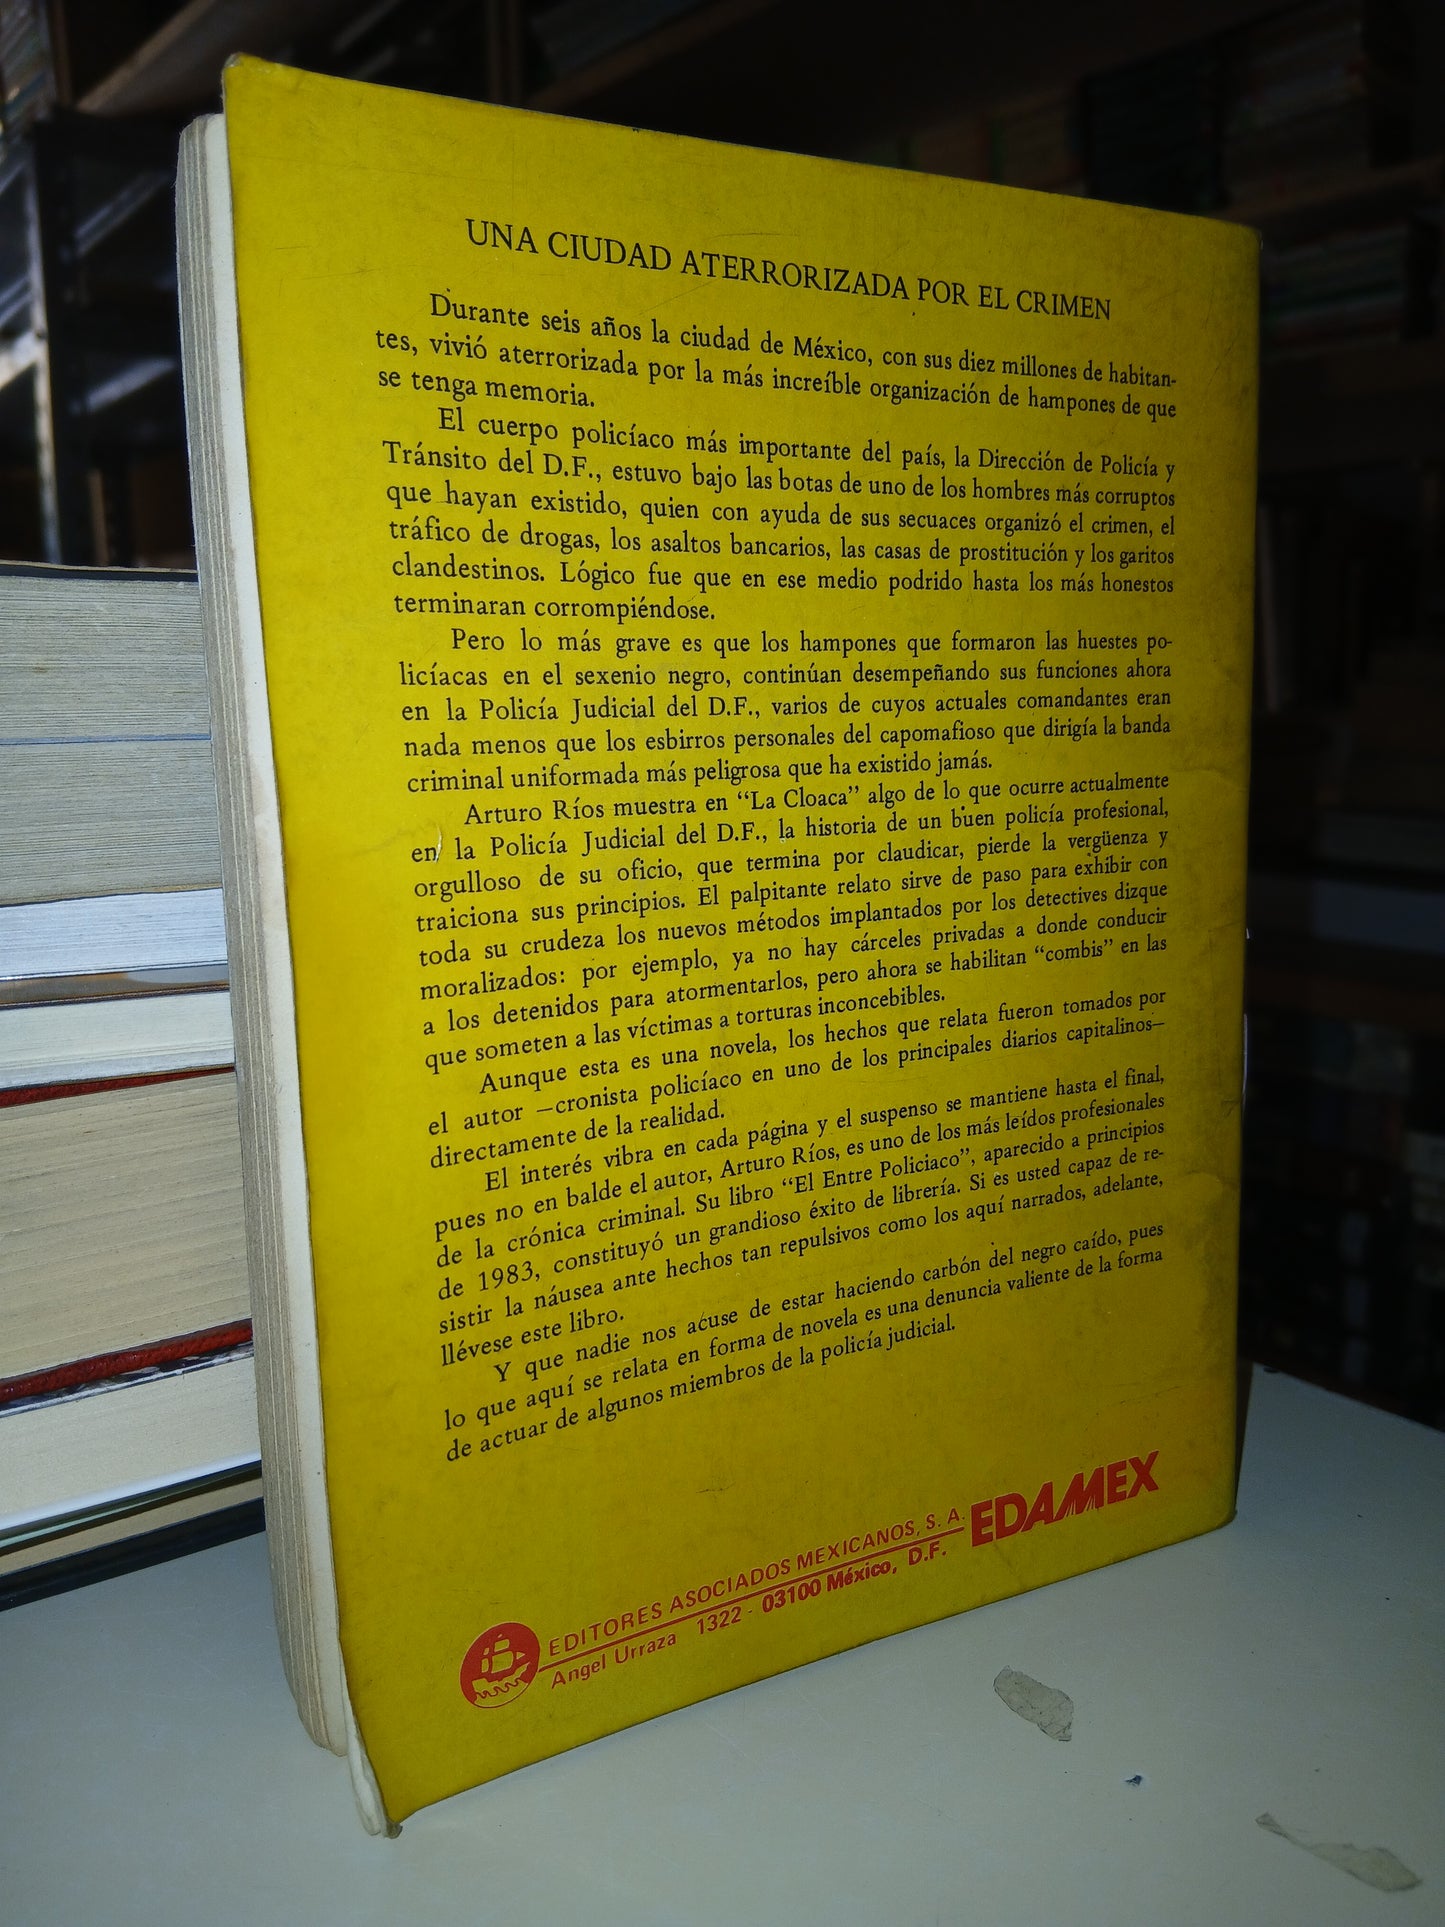 UNA CIUDAD ATERRORIZADA POR EL CRIMEN
Durante seis años la ciudad de México, con sus diez millones de habitan-
tes, vivió aterrorizada por la más increíble organización de hampones de que
se tenga memoria.
El cuerpo policíaco más importante del país, la Dirección de Policía y
Tránsito del D.F., estuvo bajo las botas de uno de los hombres más corruptos
que hayan existido, quien con ayuda de sus secuaces organizó el crimen, el
tráfico de drogas, los asaltos bancarios, las casas de prostitución y los garitos
clandestinos. Lógico fue que en ese medio podrido hasta los más honestos
terminaran corrompiéndose.
Pero lo más grave es que los hampones que formaron las huestes po-
licíacas en el sexenio negro, continúan desempeñando sus funciones ahora
en la Policía Judicial del D.F., varios de cuyos actuales comandantes eran
nada menos que los esbirros personales del capomafioso que dirigía la banda
criminal uniformada más peligrosa que ha existido jamás.
Arturo Ríos muestra en “La Cloaca” algo de lo que ocurre actualmente
en la Policía Judicial del D.F., la historia de un buen policía profesional,
orgulloso de su oficio, que termina por claudicar, pierde la vergüenza y
traiciona sus principios. El palpitante relato sirve de paso para exhibir con
toda su crudeza los nuevos métodos implantados por los detectives dizque
moralizados: por ejemplo, ya no hay cárceles privadas a donde conducir
a los detenidos para atormentarlos, pero ahora se habilitan “combis” en las
que someten a las víctimas a torturas inconcebibles.
Aunque esta es una novela, los hechos que relata fueron tomados por
el autor —cronista policíaco en uno de los principales diarios capitalinos—
directamente de la realidad.
El interés vibra en cada página y el suspenso se mantiene hasta el final,
pues no en balde el autor, Arturo Ríos, es uno de los más leídos profesionales
de la crónica criminal. Su libro “El Entre Policiaco”, aparecido a principios
de 1983, constituyó un grandioso éxito de librería. Si es usted capaz de re-
sistir la náusea ante hechos tan repulsivos como los aquí narrados, adelante,
llévese este libro.
Y que nadie nos acuse de estar haciendo carbón del negro caído, pues
lo que aquí se relata en forma de novela es una denuncia valiente de la forma
de actuar de algunos miembros de la policía judicial.
EDITORES ASOCIADOS MEXICANOS, S. A. EDAMEX
Angel Urraza 1322 - 03100 México, D.F.